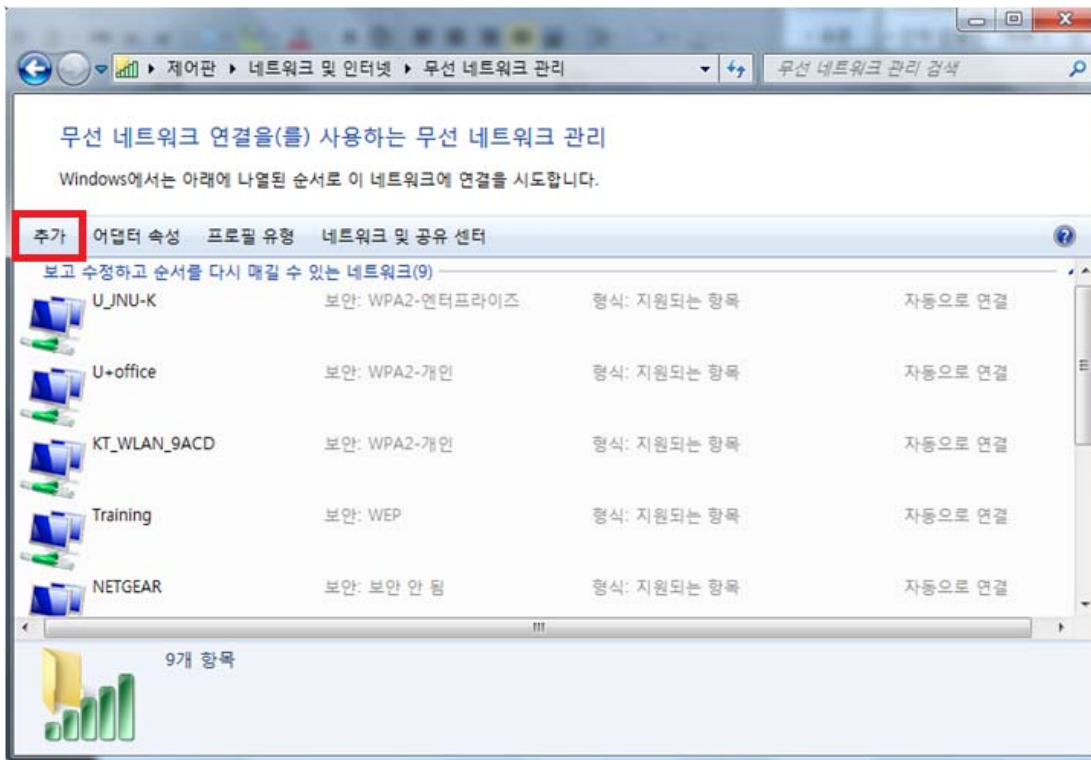 제어판 ▸ 네트워크 및 인터넷 ▸ 무선 네트워크 관리 무선 네트워크 관리 검색
무선 네트워크 연결을(를) 사용하는 무선 네트워크 관리
Windows에서는 아래에 나열된 순서로 이 네트워크에 연결을 시도합니다.
추가 어댑터 속성 프로필 유형 네트워크 및 공유 센터
보고 수정하고 순서를 다시 매길 수 있는 네트워크(9)
U_JNU-K 보안: WPA2-엔터프라이즈 형식: 지원되는 항목 자동으로 연결
U+office 보안: WPA2-개인 형식: 지원되는 항목 자동으로 연결
KT_WLAN_9ACD 보안: WPA2-개인 형식: 지원되는 항목 자동으로 연결
Training 보안: WEP 형식: 지원되는 항목 자동으로 연결
NETGEAR 보안: 보안 안 됨 형식: 지원되는 항목 자동으로 연결
9개 항목